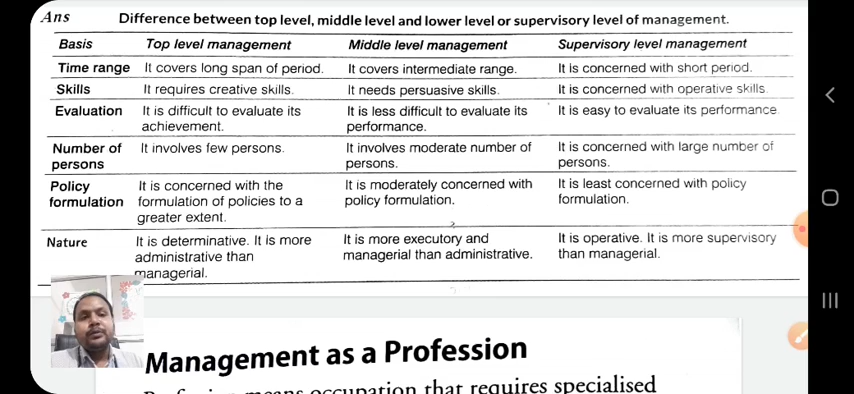 Ans Difference between top level, middle level and lower level or supervisory level of management.
Basis Top level management Middle level management Supervisory level management
Time range It covers long span of period. It covers intermediate range. It is concerned with short period.
Skills It requires creative skills. It needs persuasive skills. It is concerned with operative skills.
Evaluation It is difficult to evaluate its It is less difficult to evaluate its It is easy to evaluate its performance.
achievement. performance.
Number of It involves few persons. It involves moderate number of It is concerned with large number of
persons persons. persons.
Policy It is concerned with the It is moderately concerned with It is least concerned with policy
formulation formulation of policies to a policy formulation. formulation.
greater extent.
Nature It is determinative. It is more It is more executory and It is operative. It is more supervisory
administrative than managerial than administrative. than managerial.
managerial.
Management as a Profession
means occupation that requires specialised